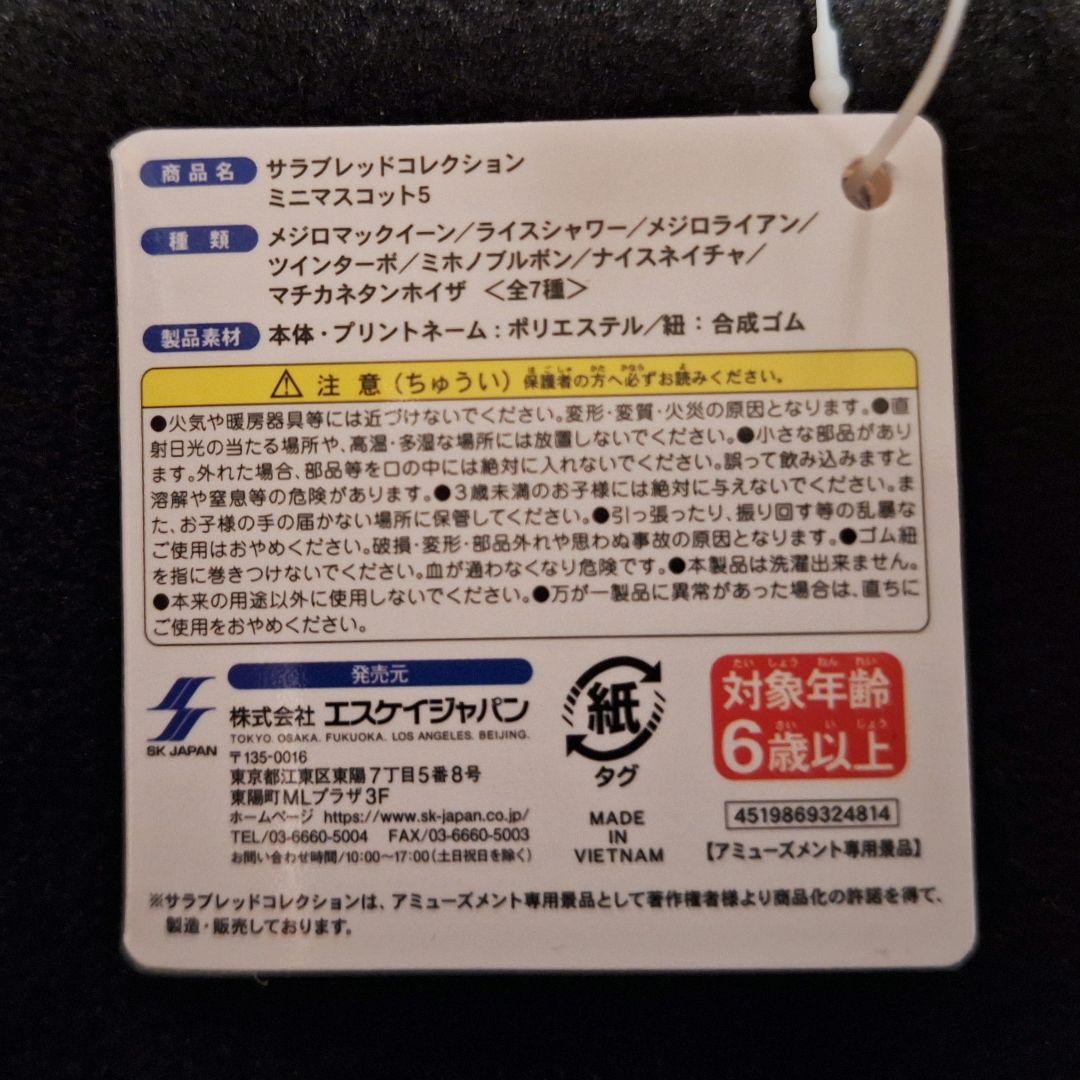 商品名 サラブレッドコレクション
ミニマスコット5
種類 メジロマックイーン/ライスシャワー/メジロライアン/
ツインターボ/ミホノブルボン/ナイスネイチャ/
マチカネタンホイザ <全7種>
製品素材 本体・プリントネーム:ポリエステル/紐:合成ゴム
⚠ 注意(ちゅうい) 保護者の方へ必ずお読みください。
●火気や暖房器具等には近づけないでください。変形・変質・火災の原因となります。●直
射日光の当たる場所や、高温・多湿な場所には放置しないでください。●小さな部品があり
ます。外れた場合、部品等を口の中には絶対に入れないでください。誤って飲み込みますと
溶解や窒息等の危険があります。●3歳未満のお子様には絶対に与えないでください。ま
た、お子様の手の届かない場所に保管してください。●引っ張ったり、振り回す等の乱暴な
ご使用はおやめください。破損・変形・部品外れや思わぬ事故の原因となります。●ゴム紐
を指に巻きつけないでください。血が通わなくなり危険です。●本製品は洗濯出来ません。
●本来の用途以外に使用しないでください。●万が一製品に異常があった場合は、直ちに
ご使用をおやめください。
SK JAPAN
発売元
株式会社 エスケイジャパン
TOKYO. OSAKA. FUKUOKA. LOS ANGELES. BEIJING.
〒135-0016
東京都江東区東陽7丁目5番8号
東陽町MLプラザ3F
ホームページ https://www.sk-japan.co.jp/
TEL/03-6660-5004 FAX/03-6660-5003
お問い合わせ時間/10:00〜17:00(土日祝日を除く)
紙
タグ
MADE
IN
VIETNAM
たいしょうねんれい
対象年齢
さいいじょう
6歳以上
4519869324814
【アミューズメント専用景品】
※サラブレッドコレクションは、アミューズメント専用景品として著作権者様より商品化の許諾を得て、
製造・販売しております。